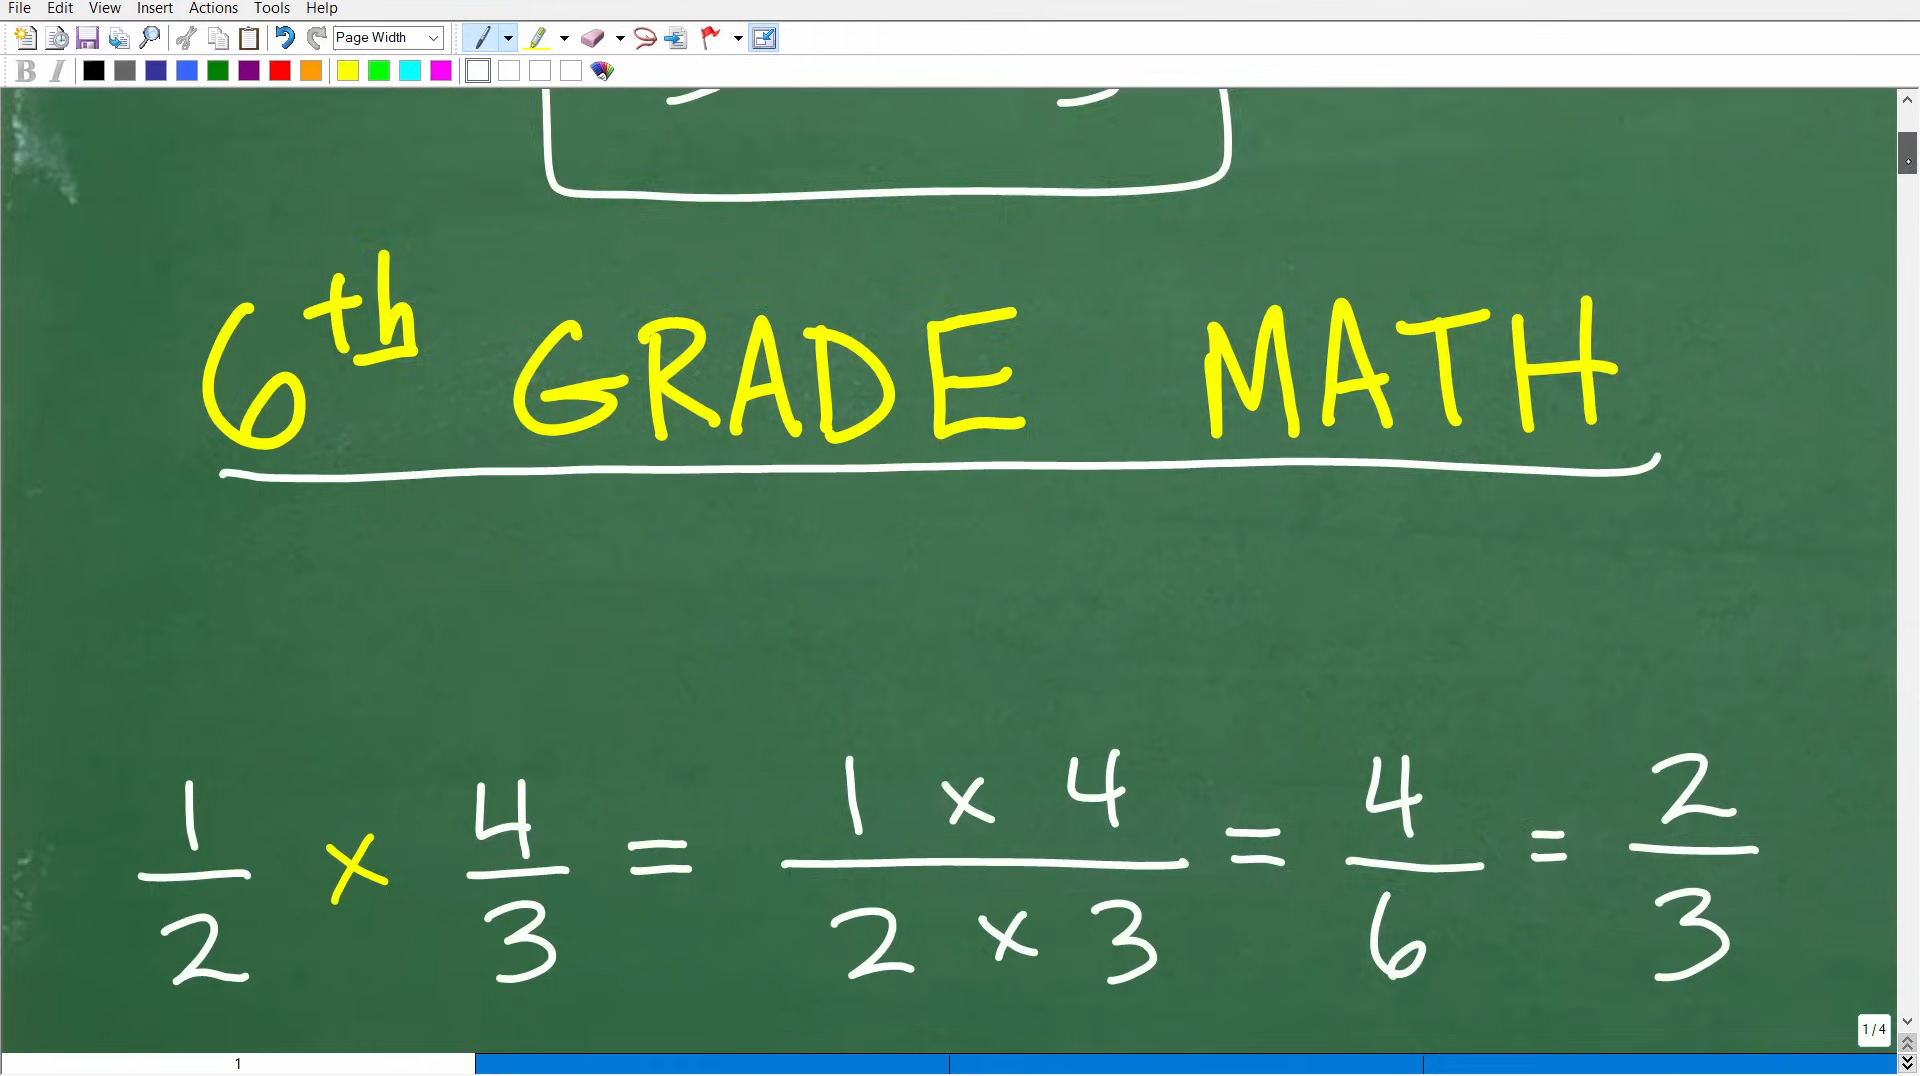 File Edit View Insert Actions Tools Help
Page Width
B I
6th GRADE MATH
1/2 x 4/3 = 1 x 4 / 2 x 3 = 4/6 = 2/3
1 / 4
1